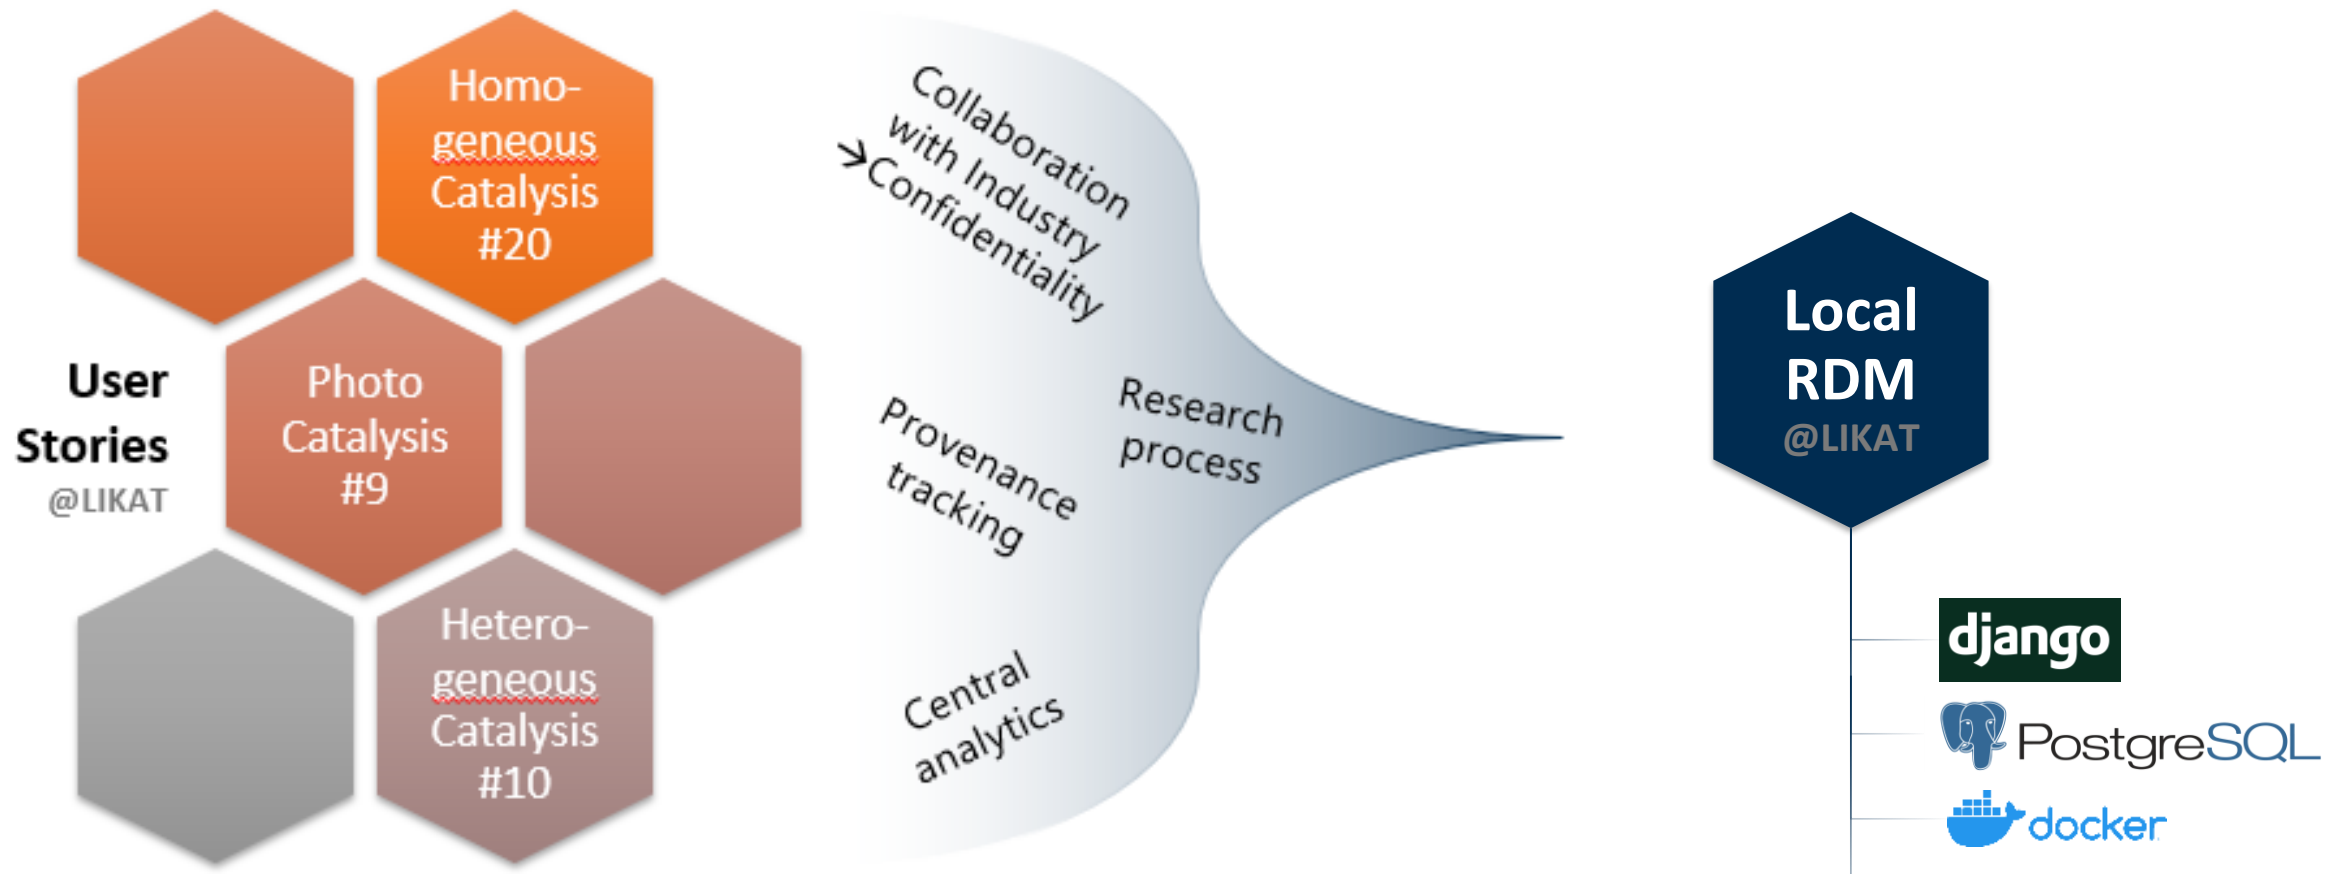 Homo-
geneous
Catalysis
#20
User
Stories
@LIKAT
Photo
Catalysis
#9
Hetero-
geneous
Catalysis
#10
Collaboration
with Industry
→Confidentiality
Research
process
Provenance
tracking
Central
analytics
Local
RDM
@LIKAT
django
PostgreSQL
docker